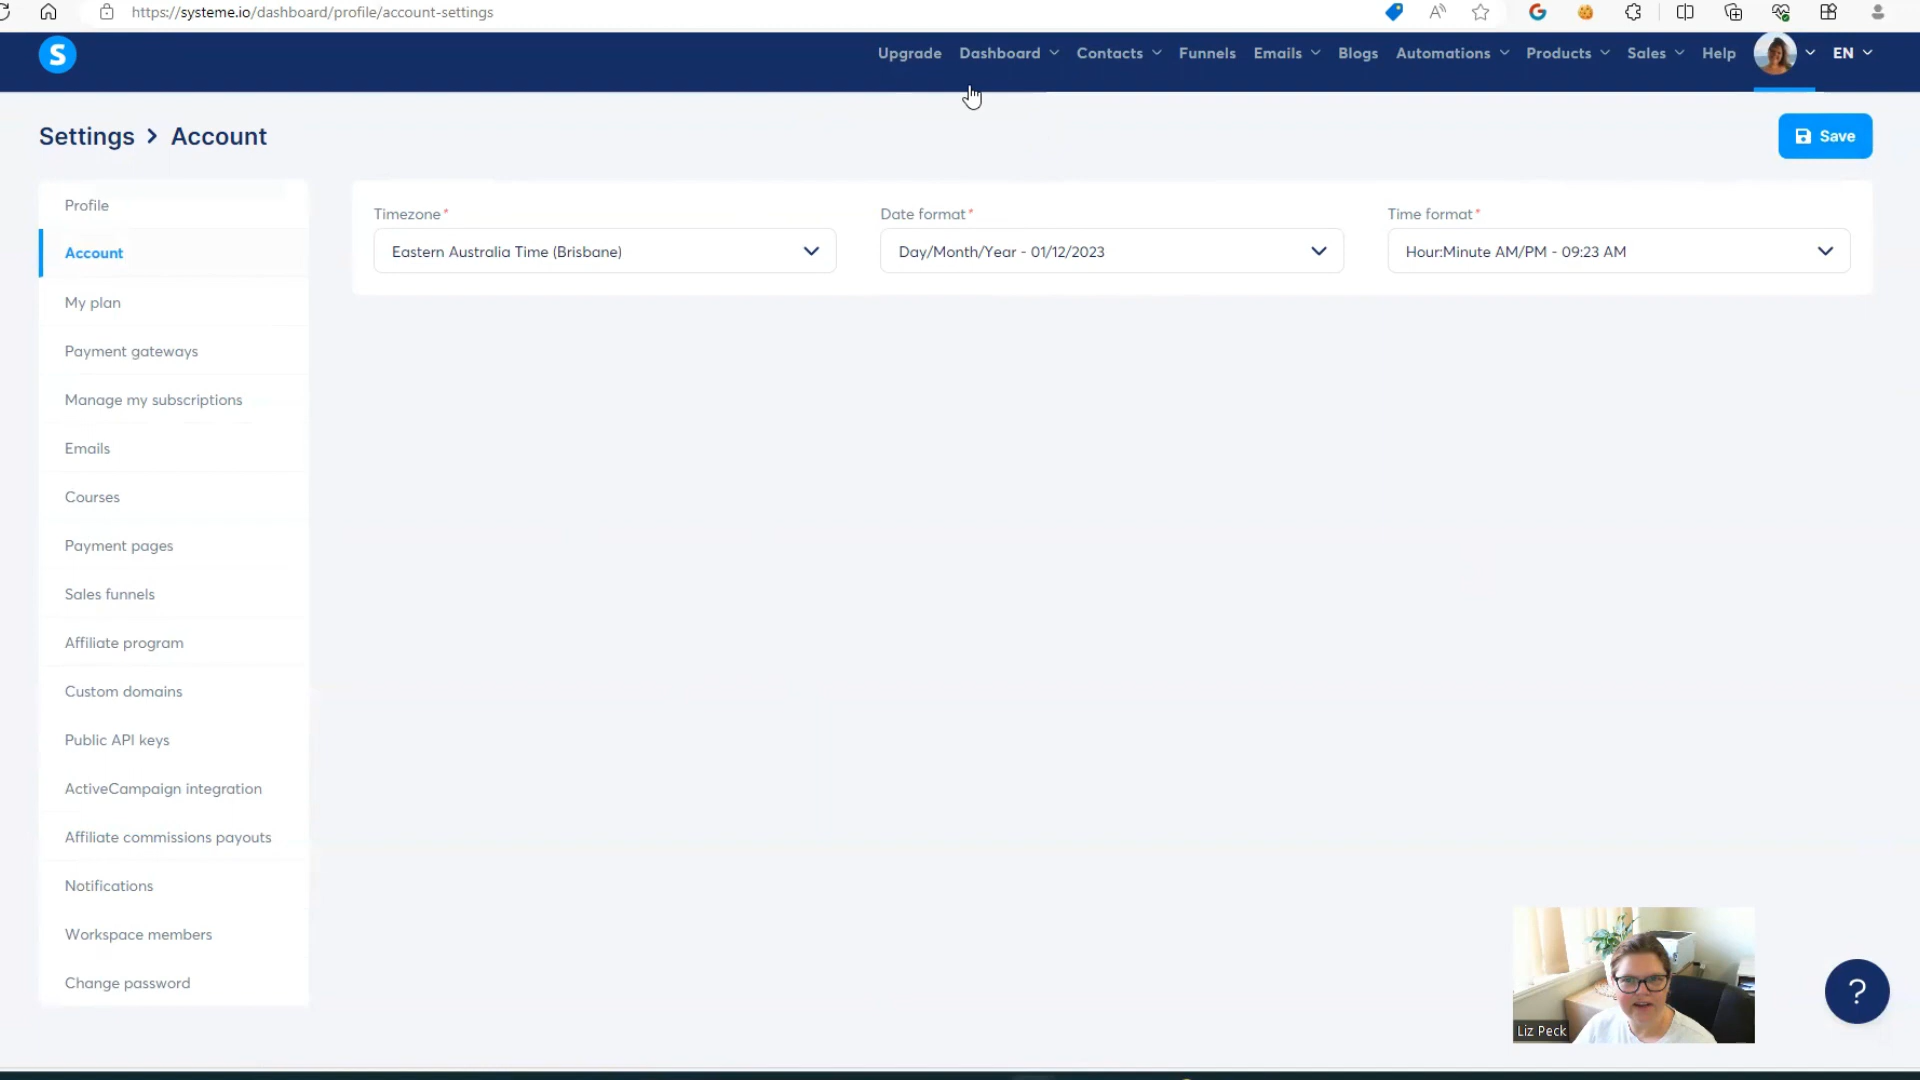 https://systeme.io/dashboard/profile/account-settings
S
Upgrade Dashboard Contacts Funnels Emails Blogs Automations Products Sales Help EN
Settings > Account
Save
Profile
Account
My plan
Payment gateways
Manage my subscriptions
Emails
Courses
Payment pages
Sales funnels
Affiliate program
Custom domains
Public API keys
ActiveCampaign integration
Affiliate commissions payouts
Notifications
Workspace members
Change password
Timezone*
Eastern Australia Time (Brisbane)
Date format*
Day/Month/Year - 01/12/2023
Time format*
Hour:Minute AM/PM - 09:23 AM
Liz Peck
?